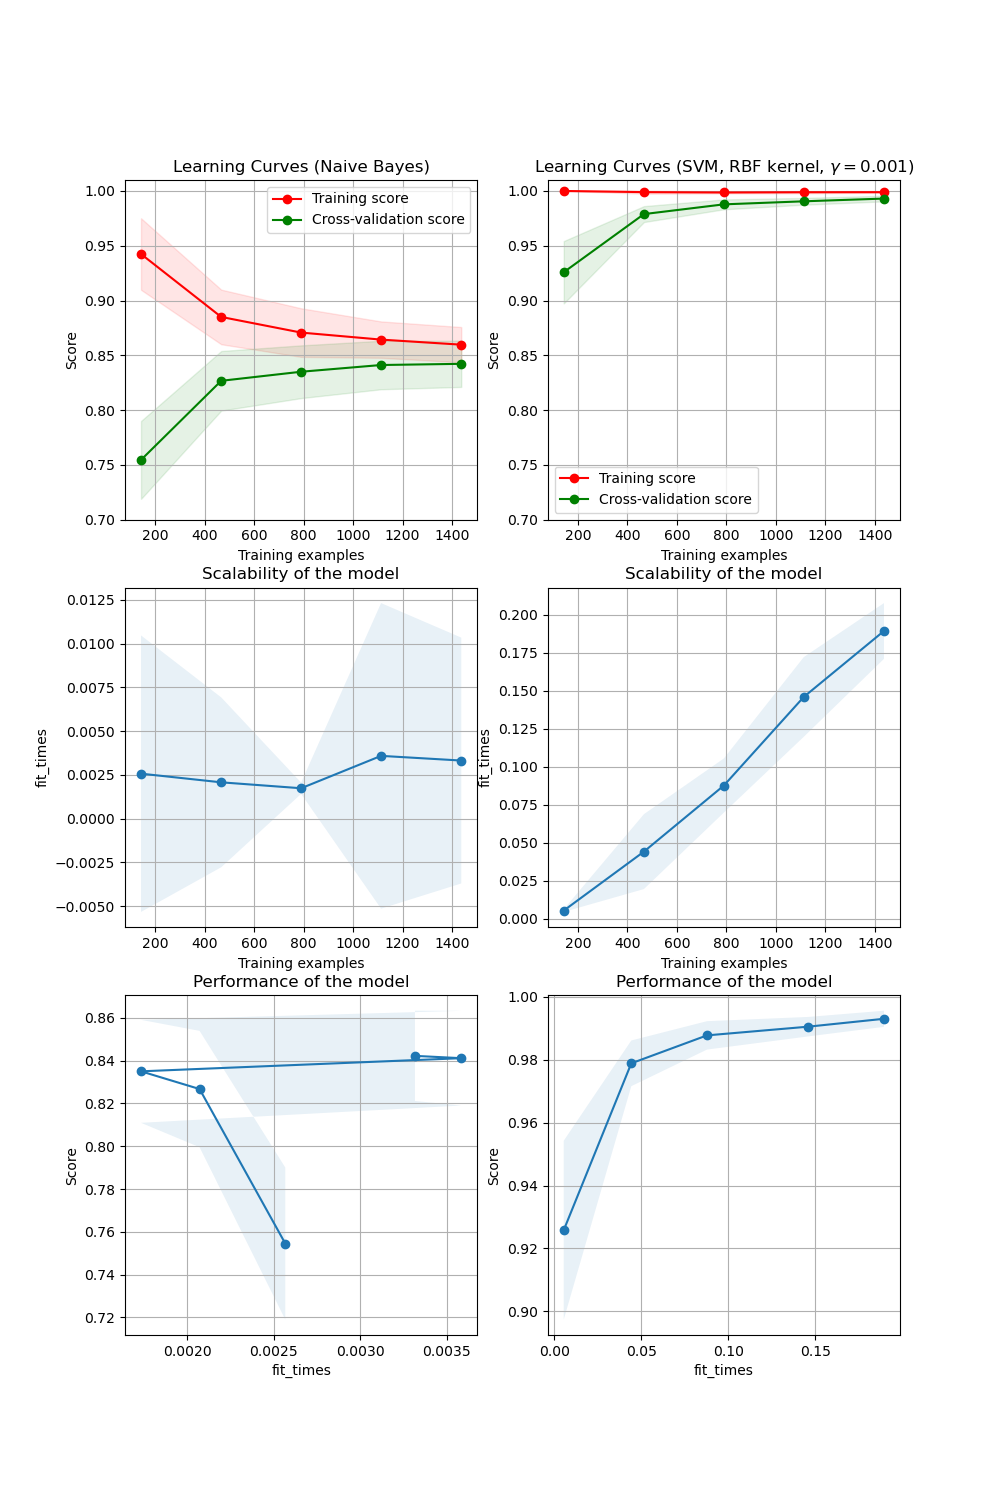 Learning Curves (Naive Bayes)
1.00
0.95
0.90
0.85
0.80
0.75
0.70
Score
Training score
Cross-validation score
200 400 600 800 1000 1200 1400
Training examples
Learning Curves (SVM, RBF kernel, γ = 0.001)
1.00
0.95
0.90
0.85
0.80
0.75
0.70
Score
Training score
Cross-validation score
200 400 600 800 1000 1200 1400
Training examples
Scalability of the model
0.0125
0.0100
0.0075
0.0050
0.0025
0.0000
−0.0025
−0.0050
fit_times
200 400 600 800 1000 1200 1400
Training examples
Scalability of the model
0.200
0.175
0.150
0.125
0.100
0.075
0.050
0.025
0.000
fit_times
200 400 600 800 1000 1200 1400
Training examples
Performance of the model
0.86
0.84
0.82
0.80
0.78
0.76
0.74
0.72
Score
0.0020 0.0025 0.0030 0.0035
fit_times
Performance of the model
1.00
0.98
0.96
0.94
0.92
0.90
Score
0.00 0.05 0.10 0.15
fit_times